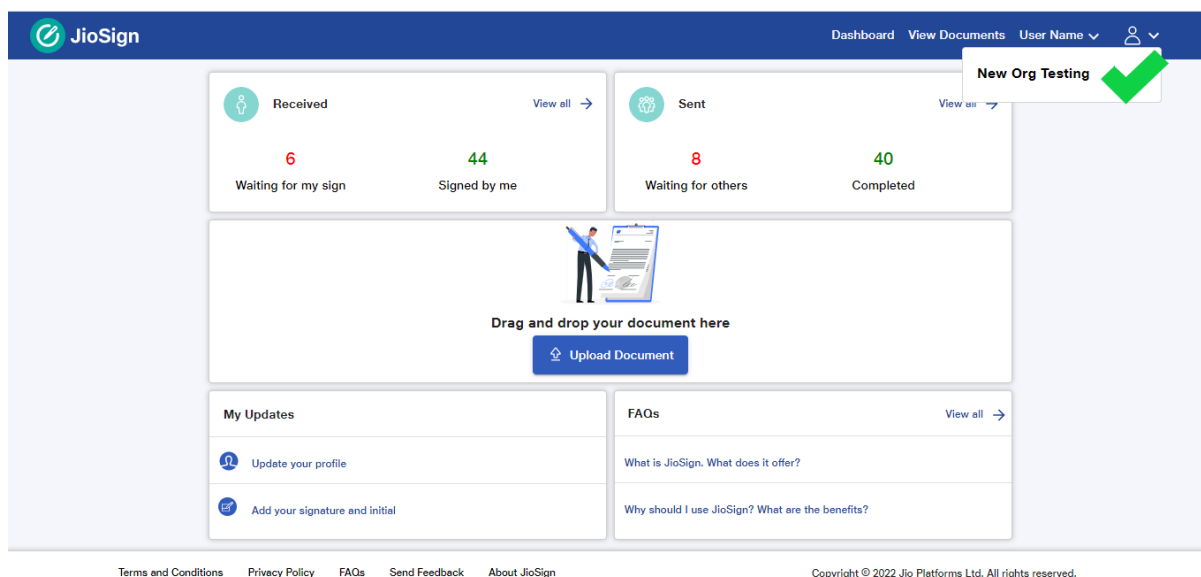 JioSign
Dashboard View Documents User Name
New Org Testing
Received View all
Sent View all
6 44
Waiting for my sign Signed by me
8 40
Waiting for others Completed
Drag and drop your document here
Upload Document
My Updates
Update your profile
Add your signature and initial
FAQs View all
What is JioSign. What does it offer?
Why should I use JioSign? What are the benefits?
Terms and Conditions Privacy Policy FAQs Send Feedback About JioSign
Copyright © 2022 Jio Platforms Ltd. All rights reserved.